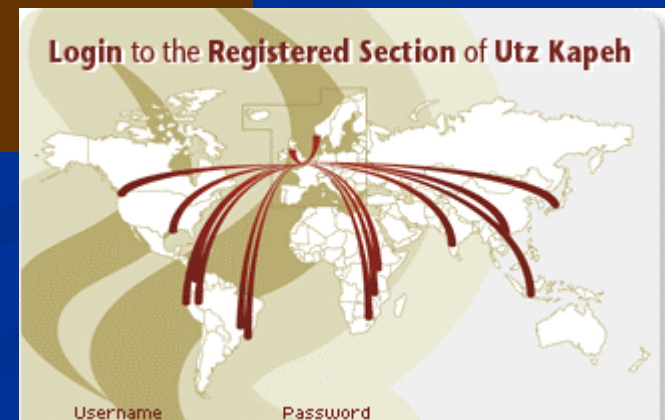 Login to the Registered Section of Utz Kapeh
Username Password